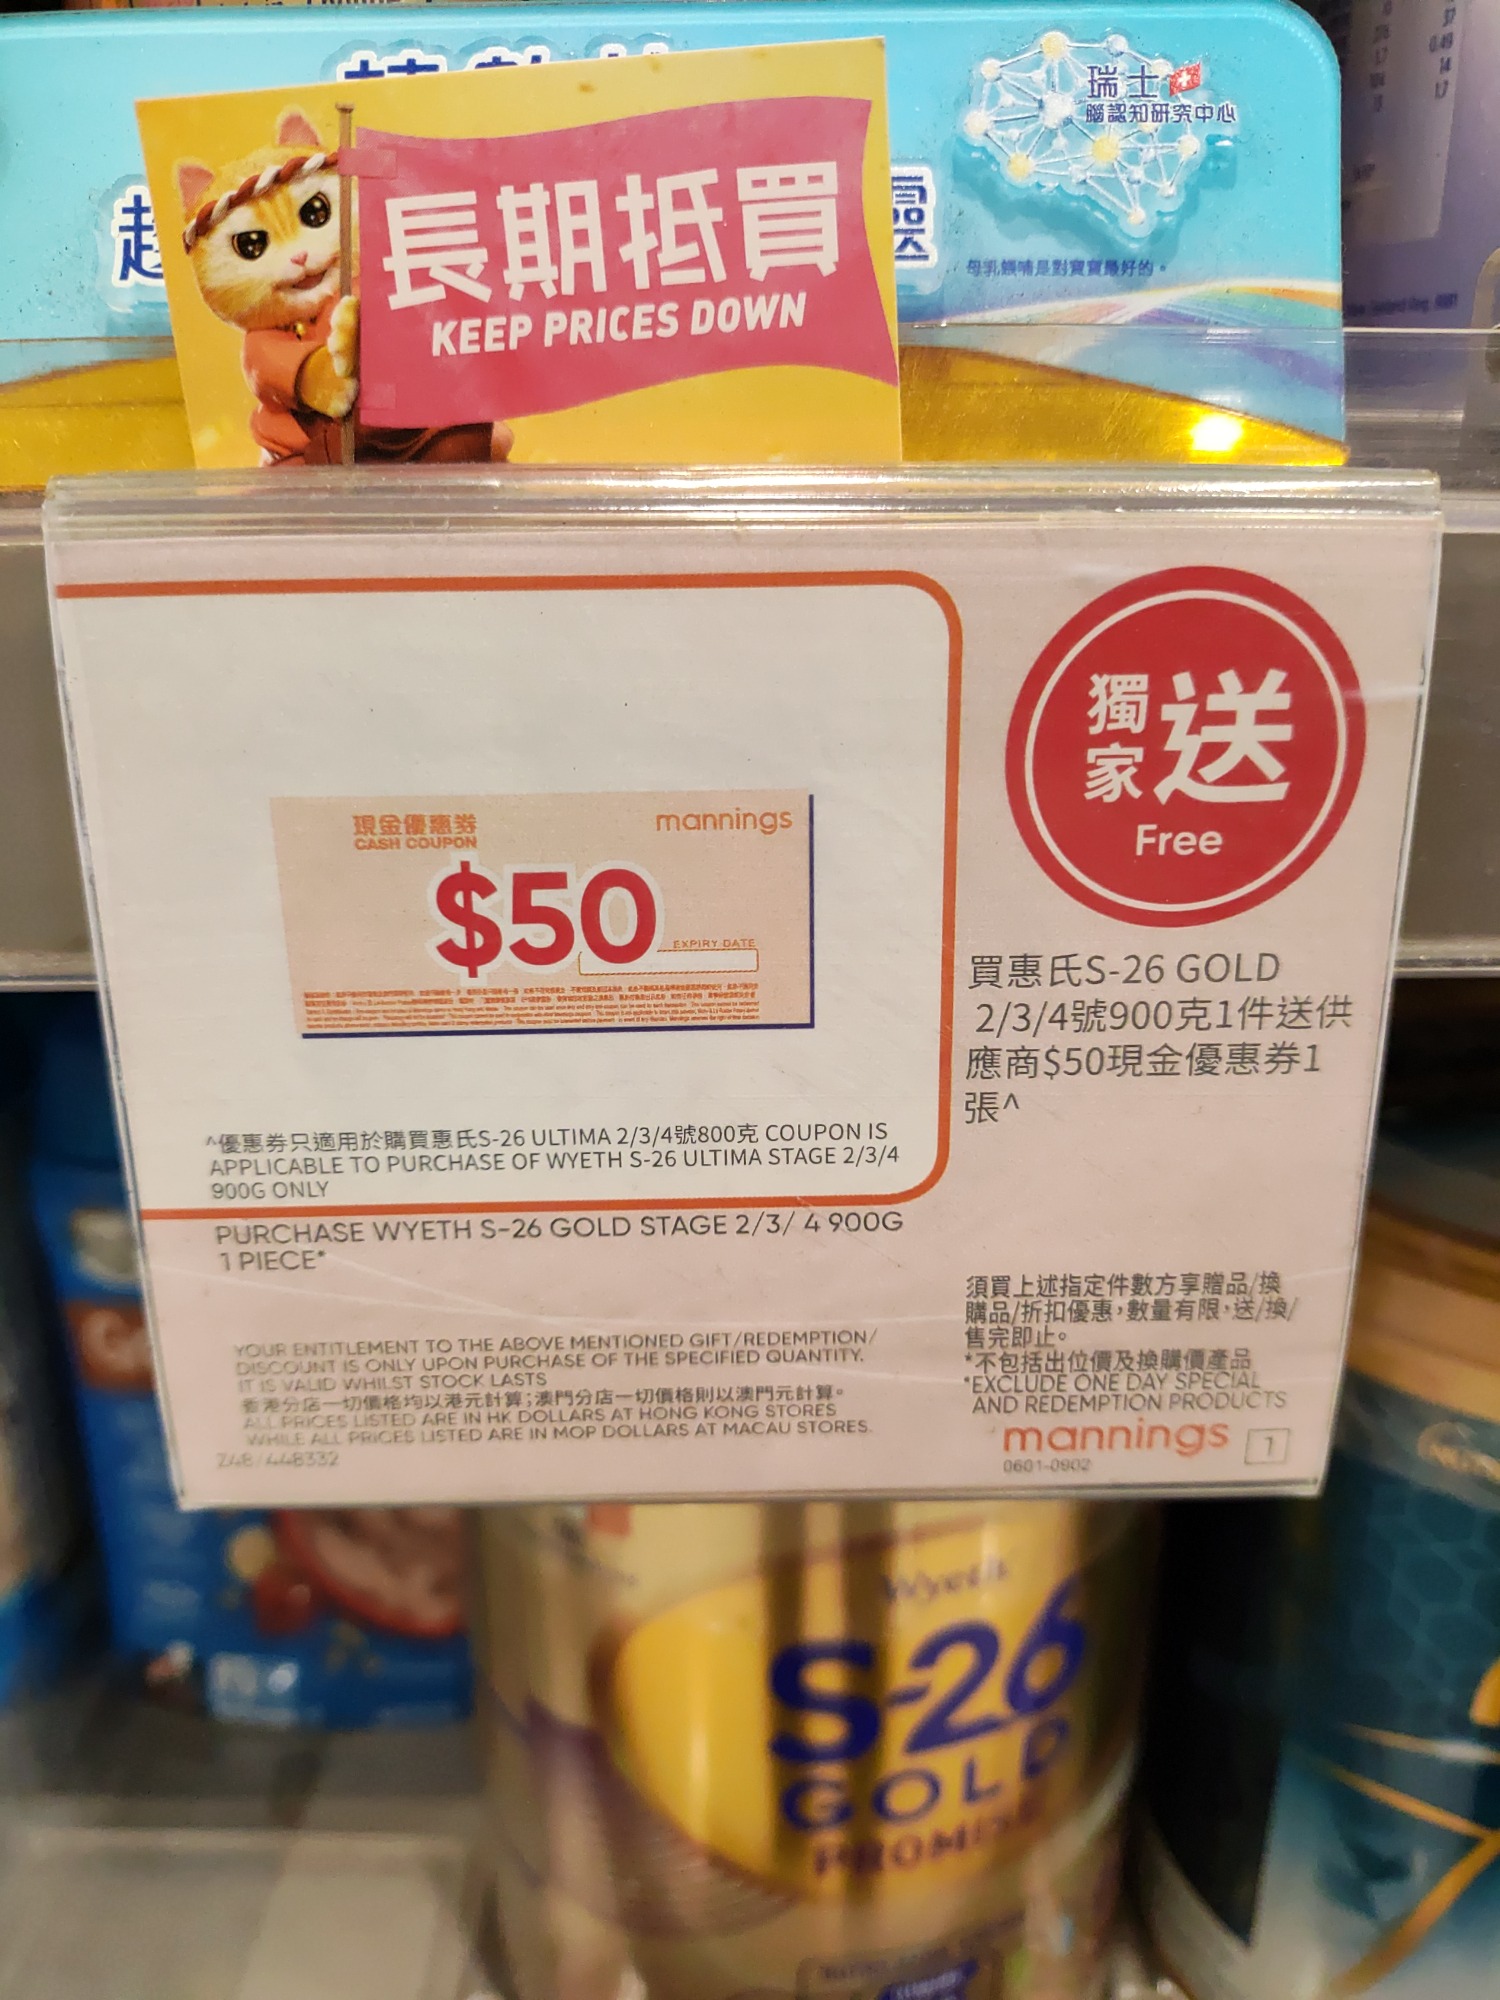 瑞士
腦認知研究中心
母乳餵哺是對寶寶最好的。
長期抵買
KEEP PRICES DOWN
獨家送
Free
現金優惠券
CASH COUPON
mannings
$50
EXPIRY DATE
買惠氏S-26 GOLD
2/3/4號900克1件送供
應商$50現金優惠券1
張^
^優惠券只適用於購買惠氏S-26 ULTIMA 2/3/4號800克 COUPON IS
APPLICABLE TO PURCHASE OF WYETH S-26 ULTIMA STAGE 2/3/4
900G ONLY
PURCHASE WYETH S-26 GOLD STAGE 2/3/ 4 900G
1 PIECE*
YOUR ENTITLEMENT TO THE ABOVE MENTIONED GIFT/REDEMPTION/
DISCOUNT IS ONLY UPON PURCHASE OF THE SPECIFIED QUANTITY.
IT IS VALID WHILST STOCK LASTS
香港分店一切價格均以港元計算;澳門分店一切價格則以澳門元計算。
ALL PRICES LISTED ARE IN HK DOLLARS AT HONG KONG STORES
WHILE ALL PRICES LISTED ARE IN MOP DOLLARS AT MACAU STORES.
Z48/448332
須買上述指定件數方享贈品/換
購品/折扣優惠,數量有限,送/換/
售完即止。
*不包括出位價及換購價產品
*EXCLUDE ONE DAY SPECIAL
AND REDEMPTION PRODUCTS
mannings 1
0601-0902
Wyeth
S-26
GOLD
PROMISE